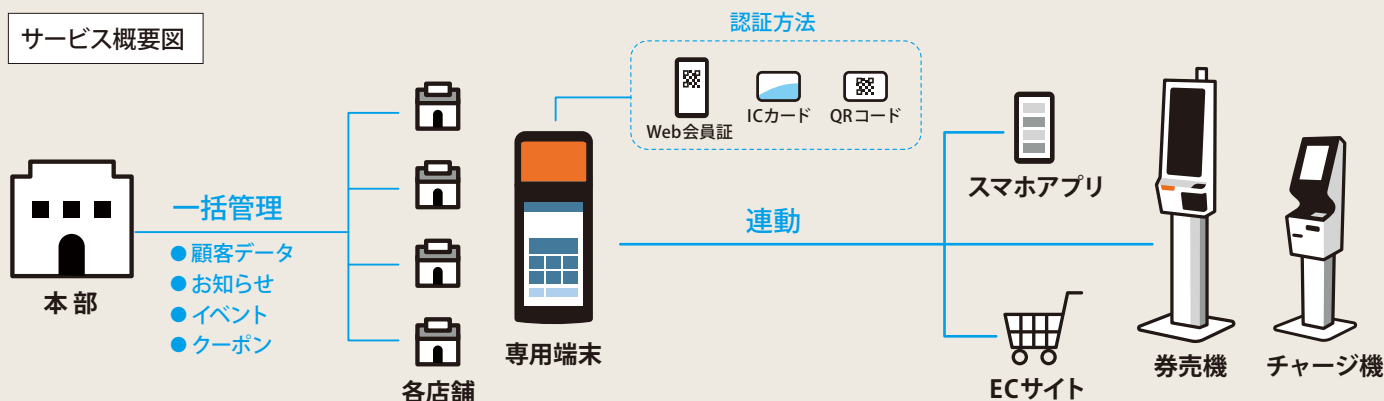 サービス概要図
認証方法
Web会員証
ICカード
QRコード
一括管理
●顧客データ
●お知らせ
●イベント
●クーポン
本部
各店舗
専用端末
連動
スマホアプリ
ECサイト
券売機
チャージ機